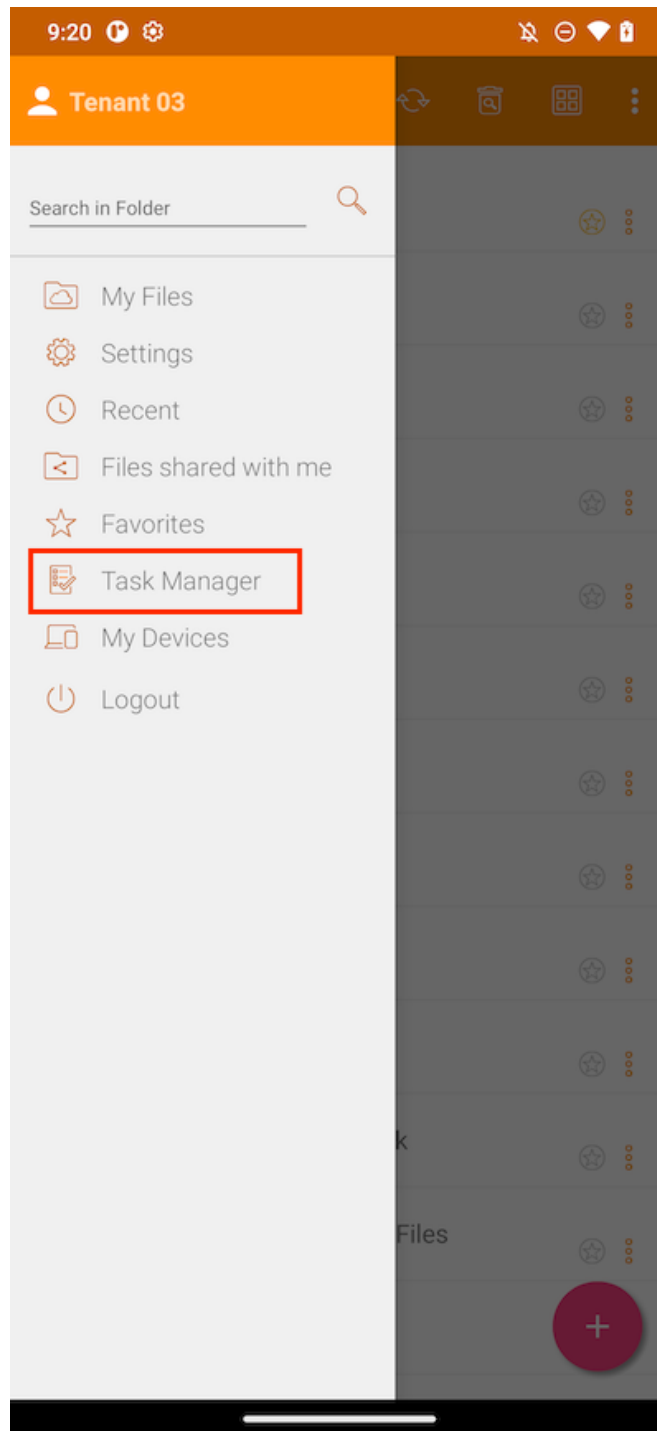 9:20
Tenant 03
Search in Folder
My Files
Settings
Recent
Files shared with me
Favorites
Task Manager
My Devices
Logout
k
Files
+